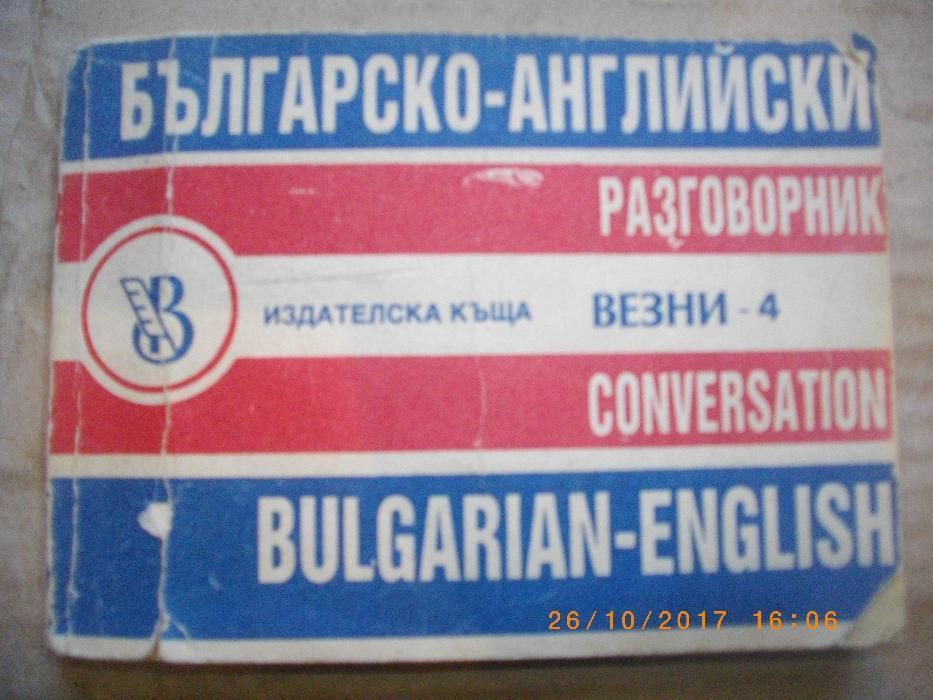 БЪЛГАРСКО-АНГЛИЙСКИ
РАЗГОВОРНИК
ИЗДАТЕЛСКА КЪЩА ВЕЗНИ - 4
CONVERSATION
BULGARIAN-ENGLISH
26/10/2017 16:06